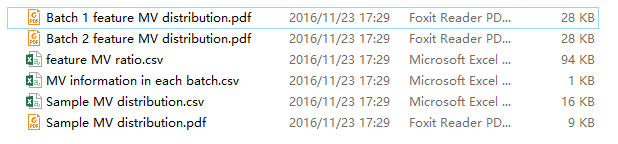 Batch 1 feature MV distribution.pdf 2016/11/23 17:29 Foxit Reader PD... 28 KB
Batch 2 feature MV distribution.pdf 2016/11/23 17:29 Foxit Reader PD... 28 KB
feature MV ratio.csv 2016/11/23 17:29 Microsoft Excel ... 94 KB
MV information in each batch.csv 2016/11/23 17:29 Microsoft Excel ... 1 KB
Sample MV distribution.csv 2016/11/23 17:29 Microsoft Excel ... 16 KB
Sample MV distribution.pdf 2016/11/23 17:29 Foxit Reader PD... 9 KB